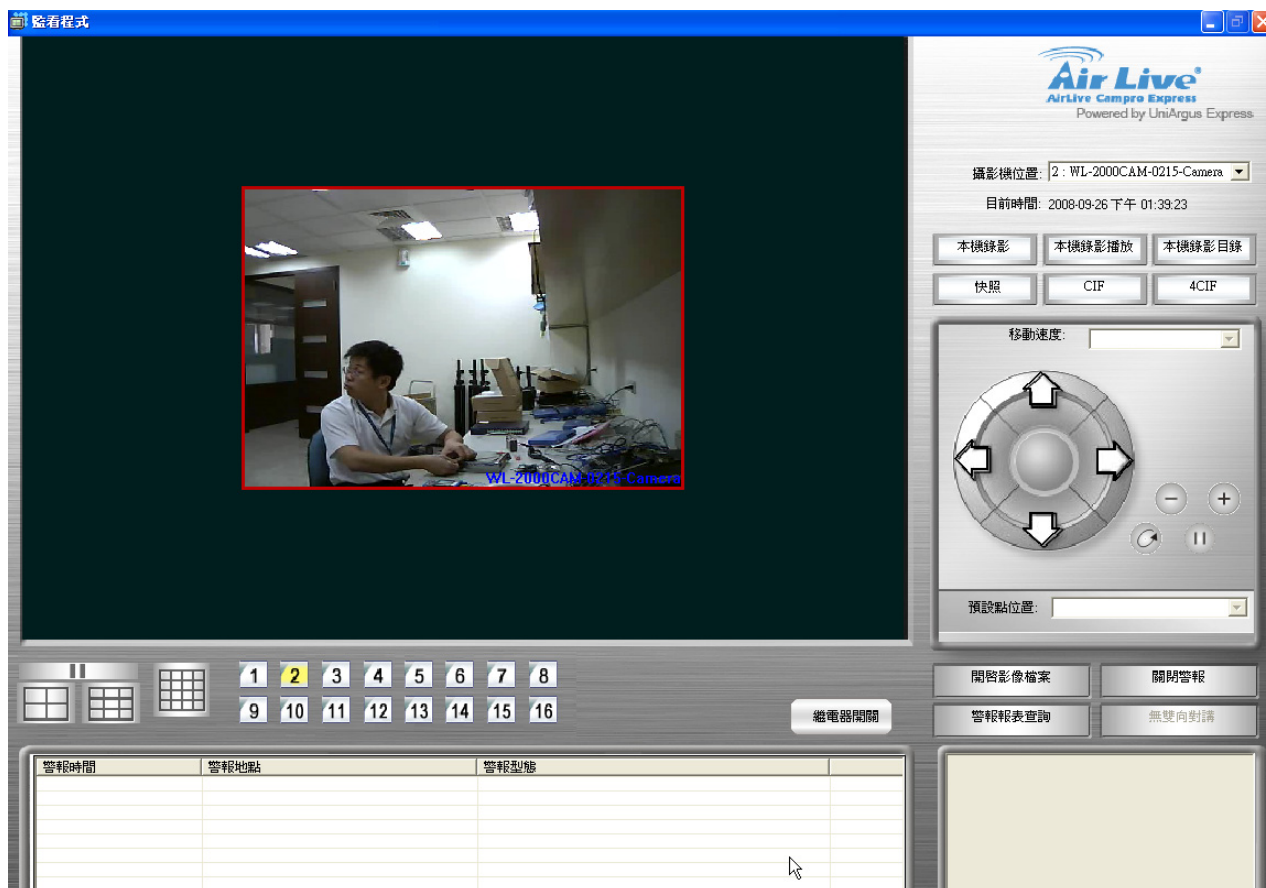 監看程式
Air Live®
AirLive Campro Express
Powered by UniArgus Express
攝影機位置: 2 : WL-2000CAM-0215-Camera
目前時間: 2008-09-26 下午 01:39:23
本機錄影 本機錄影播放 本機錄影目錄
快照 CIF 4CIF
移動速度:
WL-2000CAM-0215-Camera
預設點位置:
1 2 3 4 5 6 7 8
9 10 11 12 13 14 15 16
繼電器開關
開啟影像檔案 關閉警報
警報報表查詢 無雙向對講
警報時間 警報地點 警報型態